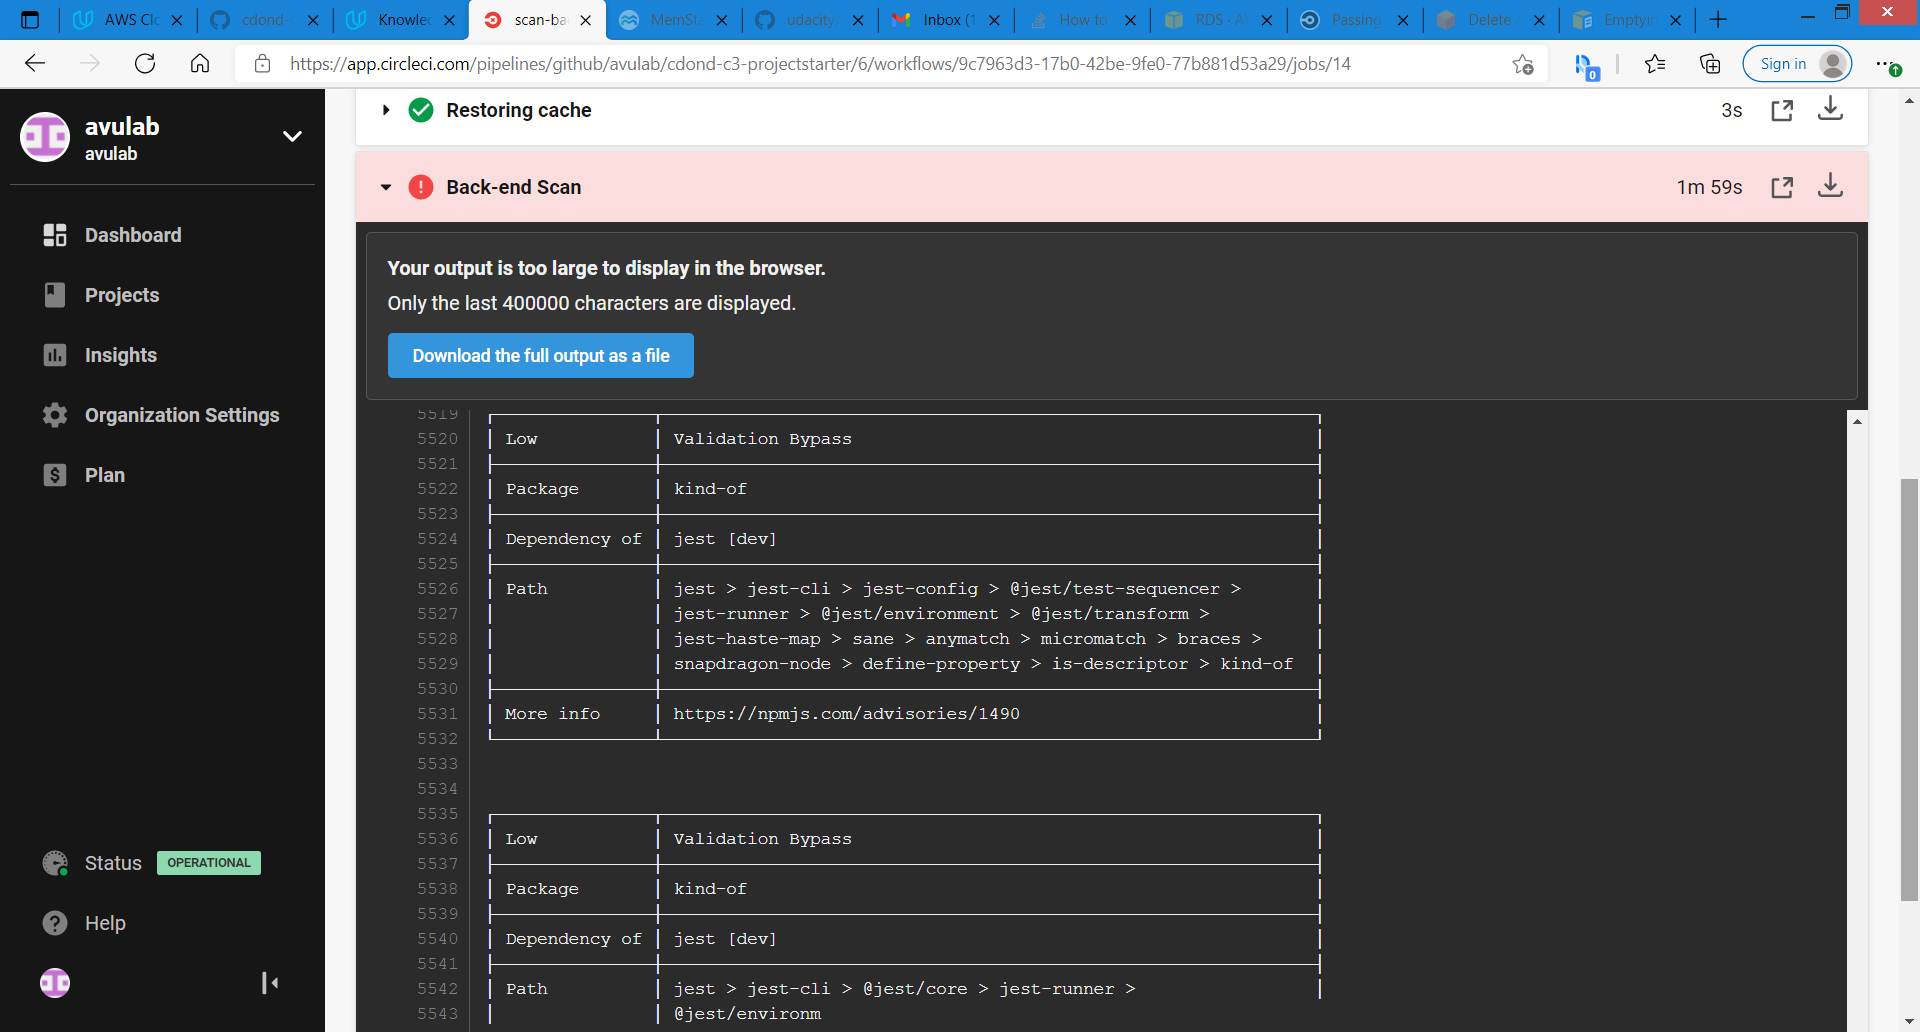 AWS Clo
cdond-
Knowle
scan-ba
MemSta
udacity
Inbox (1
How to
RDS · A
Passing
Delete
Emptyin
https://app.circleci.com/pipelines/github/avulab/cdond-c3-projectstarter/6/workflows/9c7963d3-17b0-42be-9fe0-77b881d53a29/jobs/14
0
Sign in
avulab
avulab
Dashboard
Projects
Insights
Organization Settings
Plan
Status OPERATIONAL
Help
Restoring cache 3s
Back-end Scan 1m 59s
Your output is too large to display in the browser.
Only the last 400000 characters are displayed.
Download the full output as a file
5519
5520 Low Validation Bypass
5521
5522 Package kind-of
5523
5524 Dependency of jest [dev]
5525
5526 Path jest > jest-cli > jest-config > @jest/test-sequencer >
5527 jest-runner > @jest/environment > @jest/transform >
5528 jest-haste-map > sane > anymatch > micromatch > braces >
5529 snapdragon-node > define-property > is-descriptor > kind-of
5530
5531 More info https://npmjs.com/advisories/1490
5532
5533
5534
5535
5536 Low Validation Bypass
5537
5538 Package kind-of
5539
5540 Dependency of jest [dev]
5541
5542 Path jest > jest-cli > @jest/core > jest-runner >
5543 @jest/environm